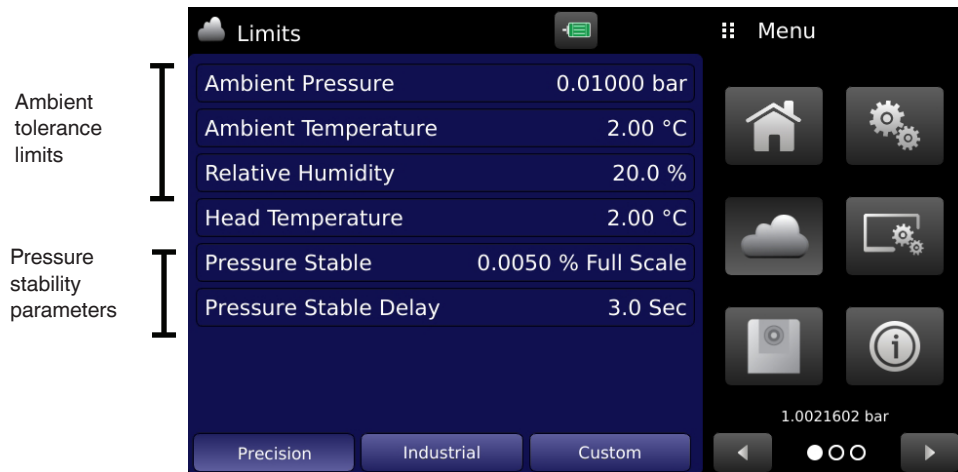 Limits
Menu
Ambient
tolerance
limits
Ambient Pressure 0.01000 bar
Ambient Temperature 2.00 °C
Relative Humidity 20.0 %
Head Temperature 2.00 °C
Pressure
stability
parameters
Pressure Stable 0.0050 % Full Scale
Pressure Stable Delay 3.0 Sec
1.0021602 bar
Precision Industrial Custom